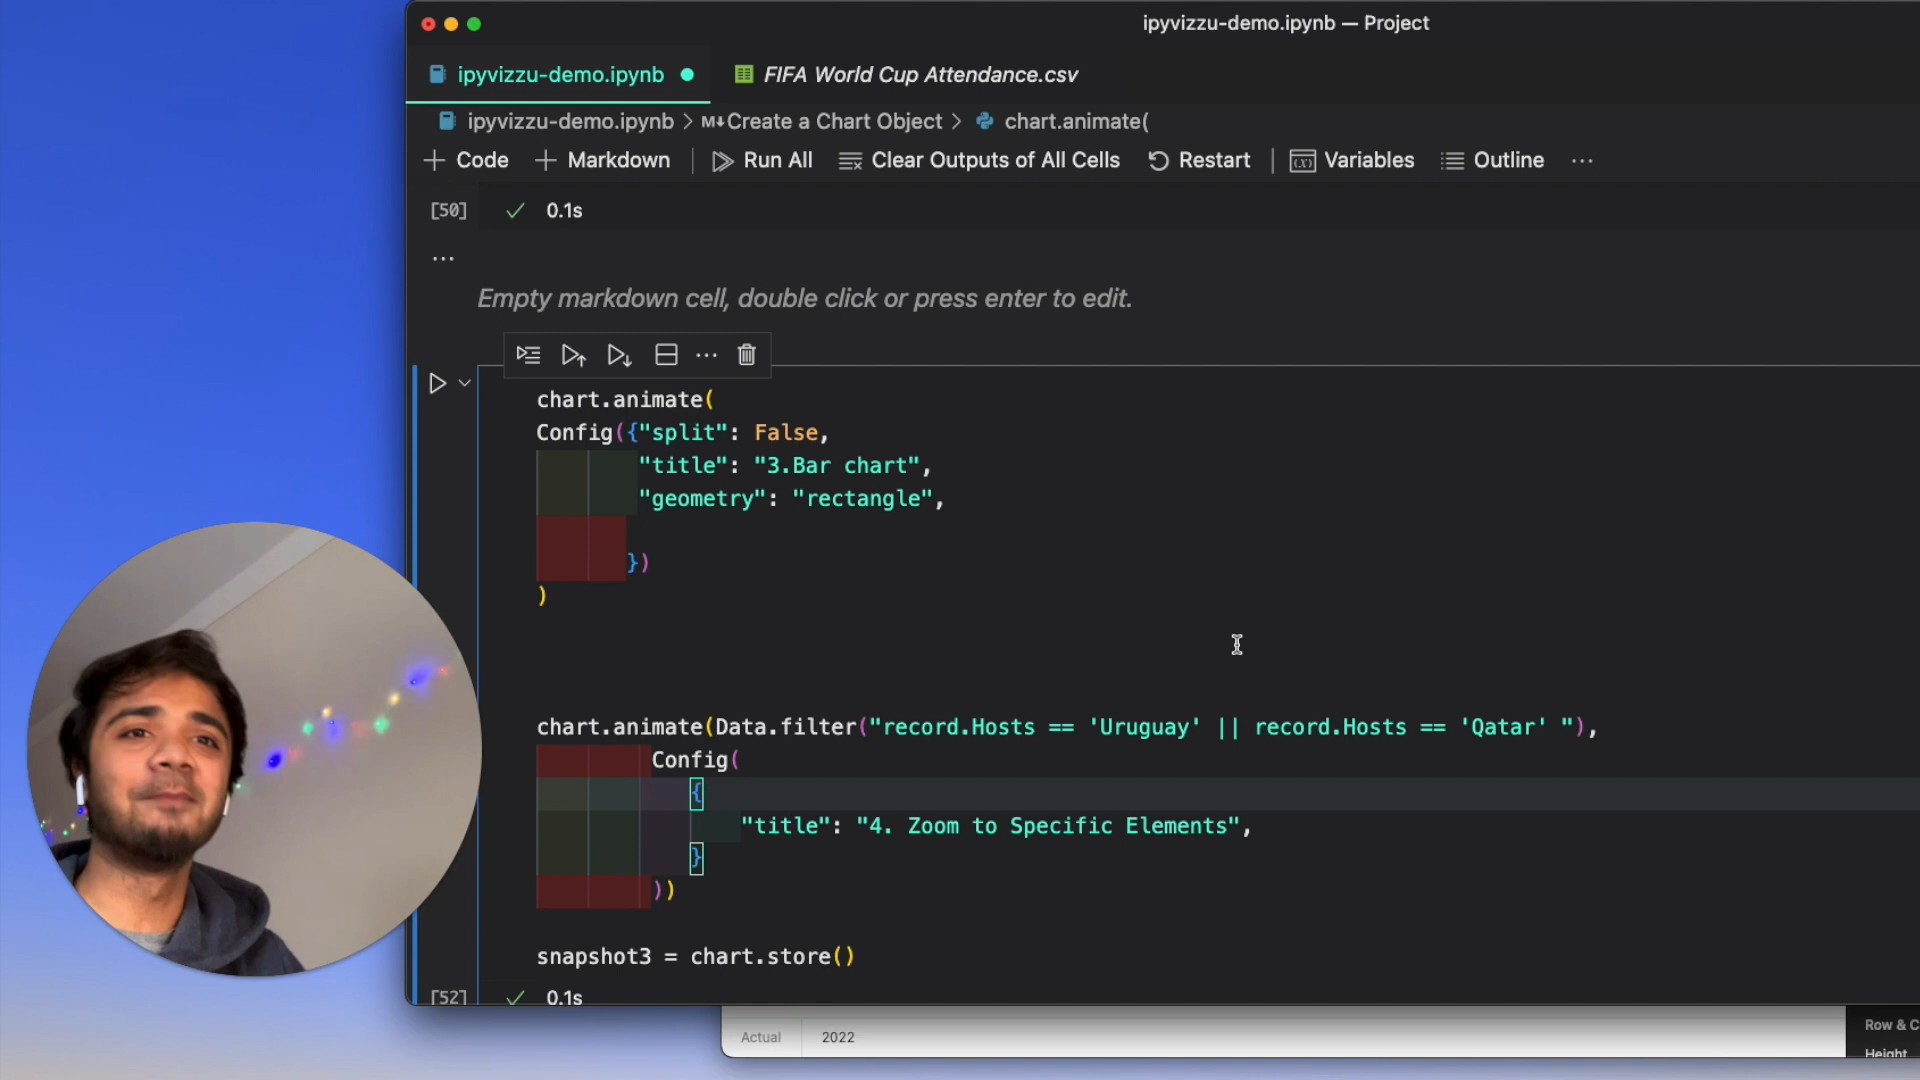 ipyvizzu-demo.ipynb — Project
ipyvizzu-demo.ipynb
FIFA World Cup Attendance.csv
ipyvizzu-demo.ipynb > M↓Create a Chart Object > chart.animate(
+ Code + Markdown | Run All Clear Outputs of All Cells Restart | Variables Outline ...
[50] ✓ 0.1s
...
Empty markdown cell, double click or press enter to edit.
chart.animate(
Config({"split": False,
"title": "3.Bar chart",
"geometry": "rectangle",
})
)
chart.animate(Data.filter("record.Hosts == 'Uruguay' || record.Hosts == 'Qatar' "),
Config(
{
"title": "4. Zoom to Specific Elements",
}
))
snapshot3 = chart.store()
[52] ✓ 0.1s
Actual 2022
Row & C
Height